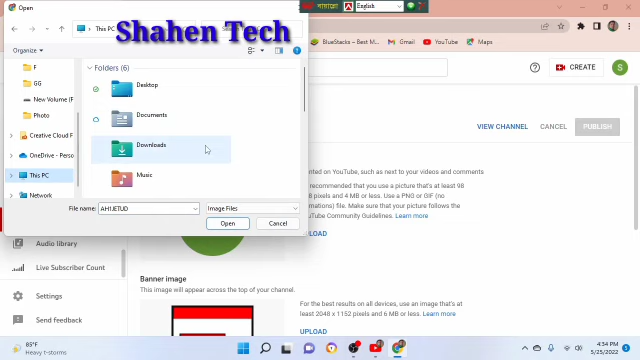 Open
English
This PC
Shahen Tech
BlueStacks – Best M...
Gmail
YouTube
Maps
Organize
F
GG
New Volume (F
Photo
Creative Cloud F
OneDrive - Perso
This PC
Network
Folders (6)
Desktop
Documents
Downloads
Music
File name:
AH1JETUD
Image Files
Open
Cancel
CREATE
S
VIEW CHANNEL
CANCEL
PUBLISH
nted on YouTube, such as next to your videos and comments
recommended that you use a picture that's at least 98
8 pixels and 4 MB or less. Use a PNG or GIF (no
mations) file. Make sure your picture follows the
uTube Community Guidelines. Learn more
UPLOAD
Audio library
Live Subscriber Count
Settings
Send feedback
Banner image
This image will appear across the top of your channel.
For the best results on all devices, use an image that's at
least 2048 x 1152 pixels and 6 MB or less. Learn more
UPLOAD
85°F
Heavy t-storms
4:34 PM
5/25/2022